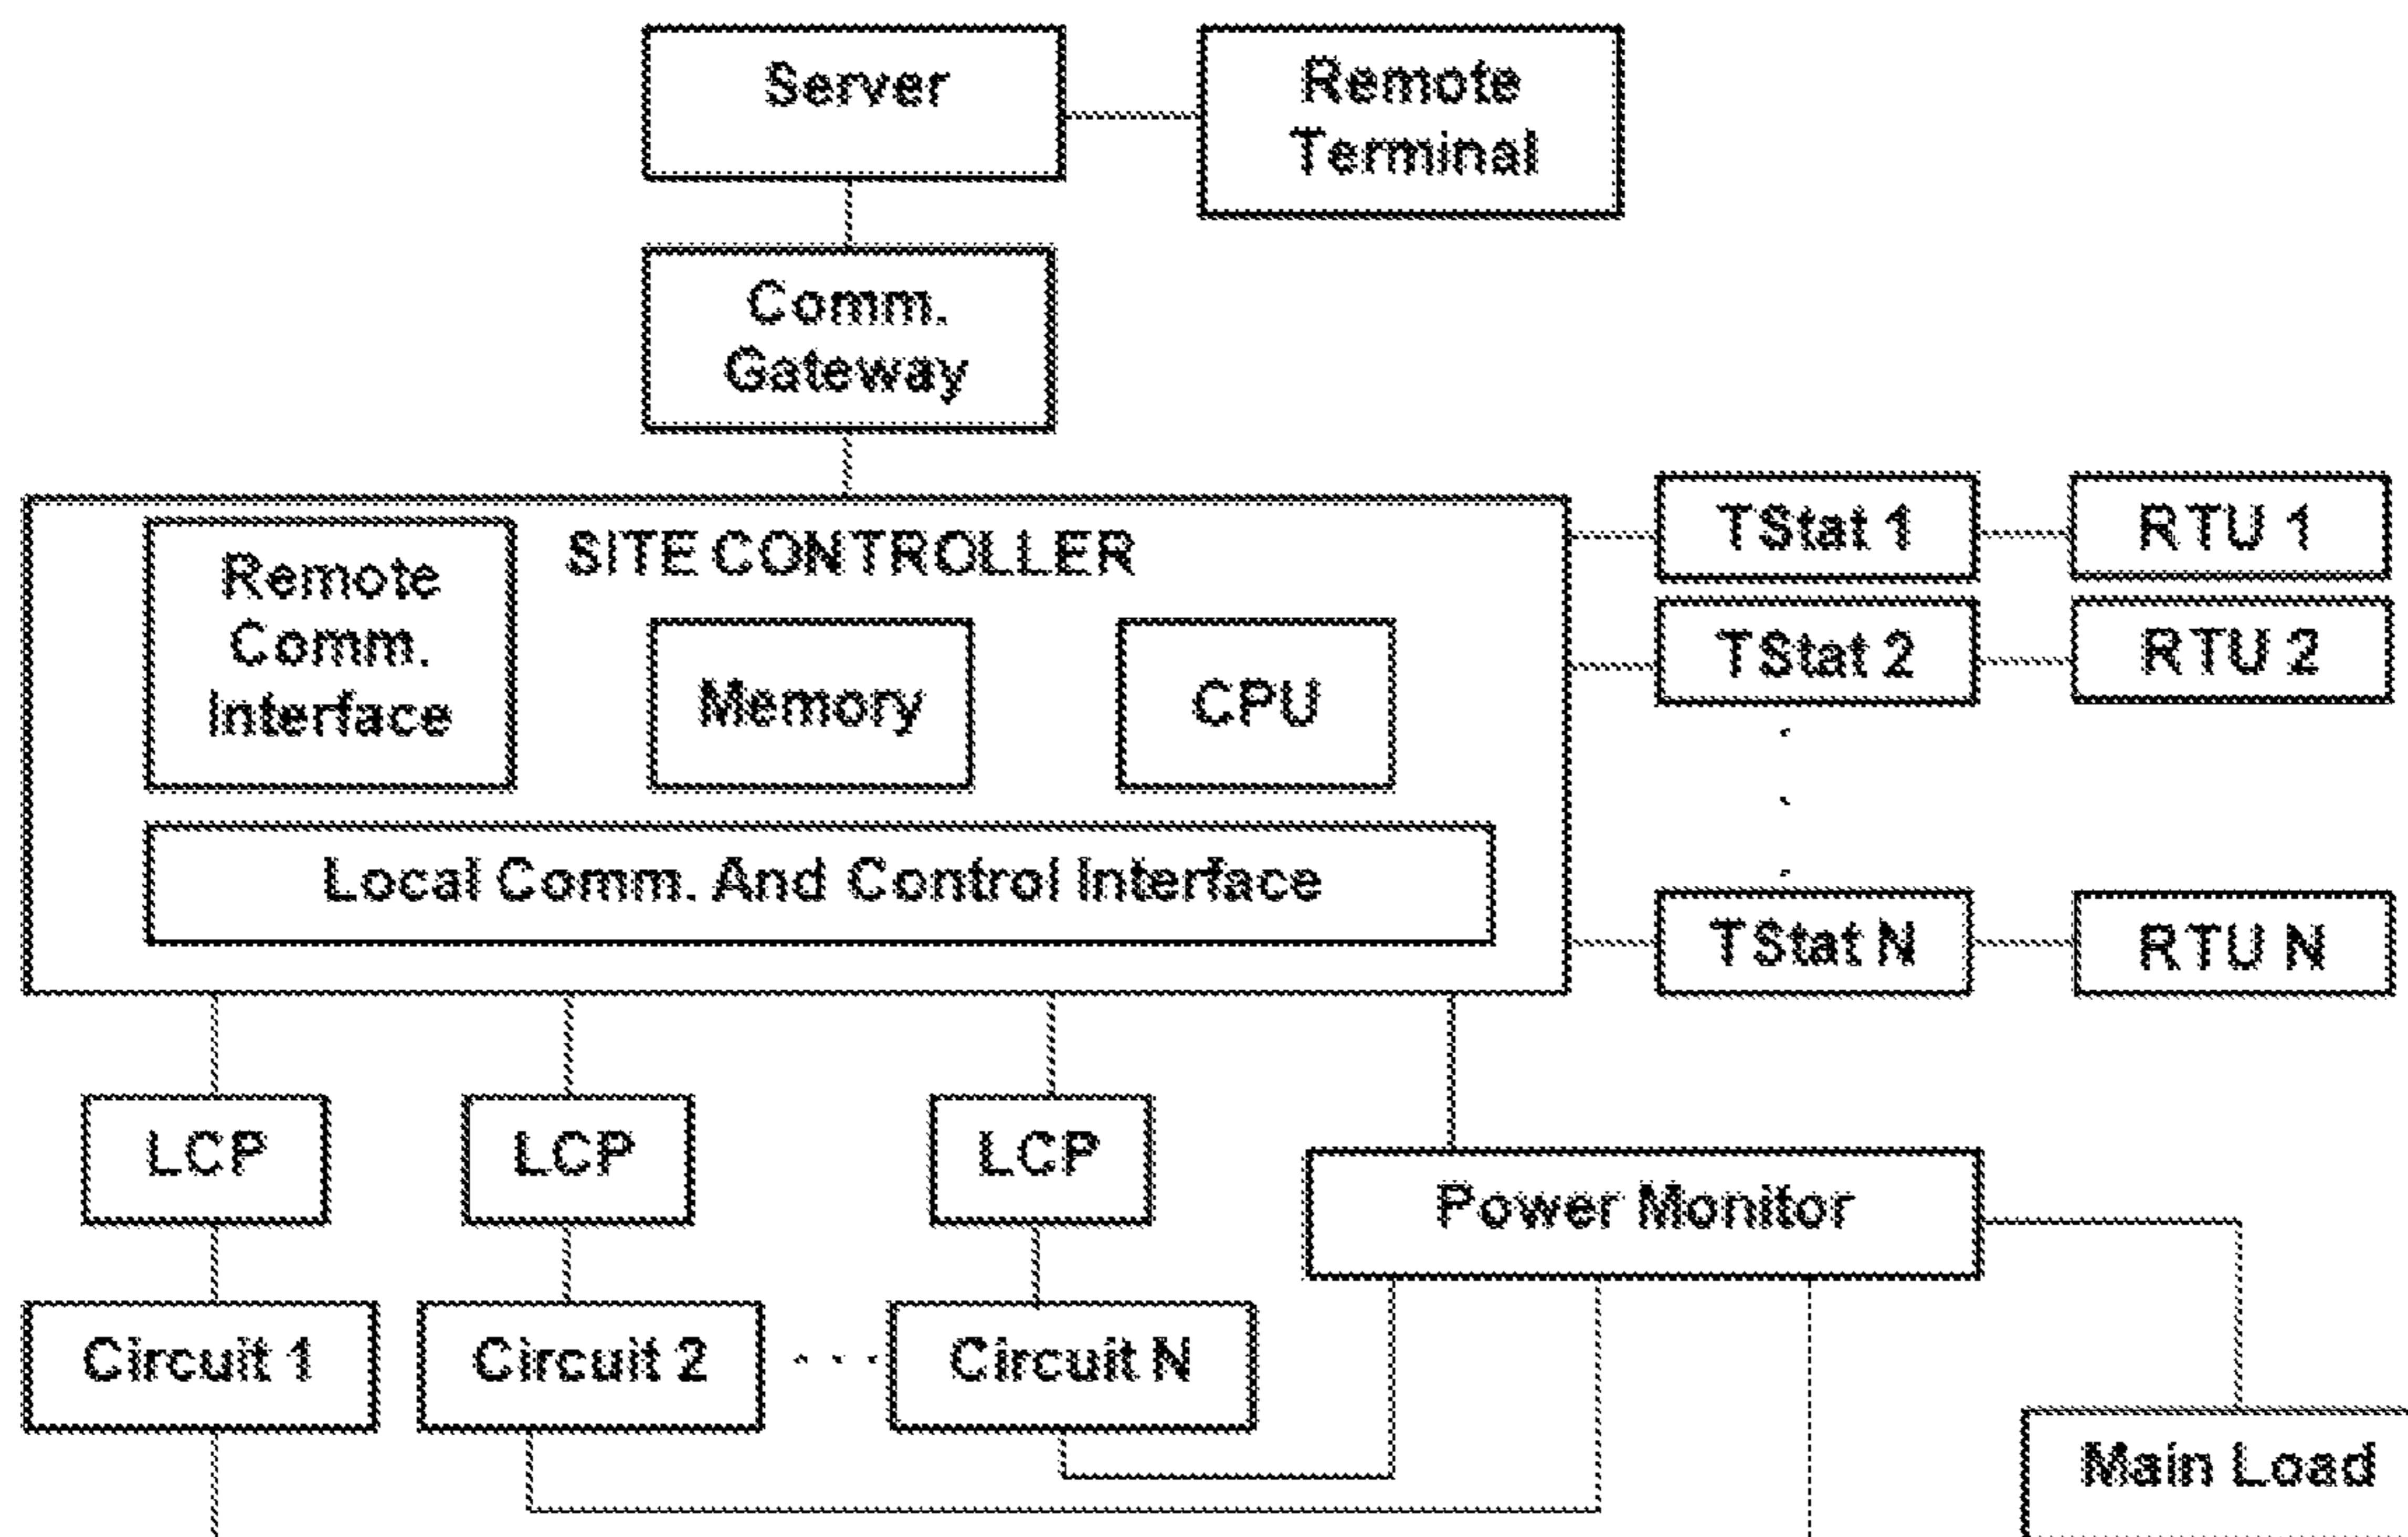 Server
Remote
Terminal
Comm.
Gateway
SITE CONTROLLER
Remote
Comm.
Interface
Memory
CPU
Local Comm. And Control Interface
TStat 1
RTU 1
TStat 2
RTU 2
TStat N
RTU N
LCP
LCP
LCP
Power Monitor
Circuit 1
Circuit 2
Circuit N
Main Load